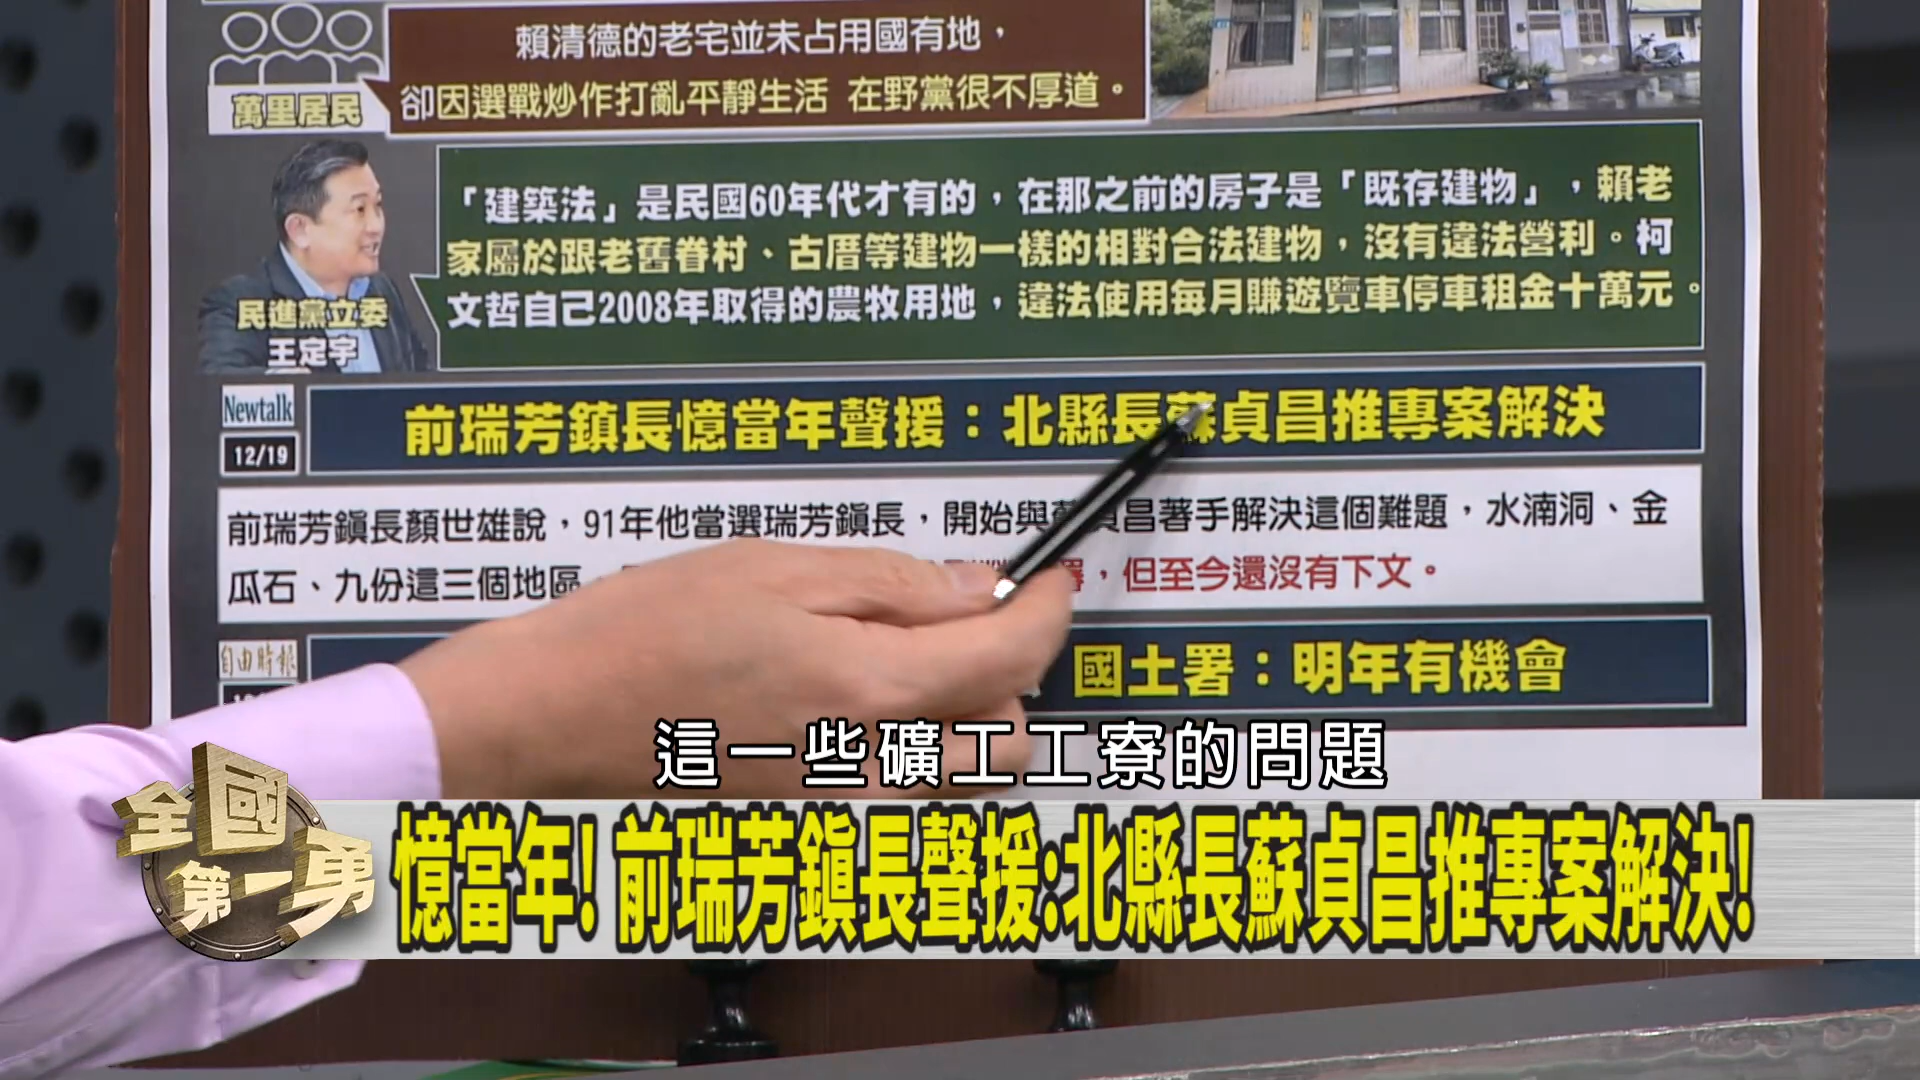 賴清德的老宅並未占用國有地，
卻因選戰炒作打亂平靜生活 在野黨很不厚道。
萬里居民
「建築法」是民國60年代才有的，在那之前的房子是「既存建物」，賴老
家屬於跟老舊眷村、古厝等建物一樣的相對合法建物，沒有違法營利。柯
文哲自己2008年取得的農牧用地，違法使用每月賺遊覽車停車租金十萬元。
民進黨立委
王定宇
Newtalk
12/19
前瑞芳鎮長憶當年聲援：北縣長蘇貞昌推專案解決
前瑞芳鎮長顏世雄說，91年他當選瑞芳鎮長，開始與蘇貞昌著手解決這個難題，水湳洞、金
瓜石、九份這三個地區，
，但至今還沒有下文。
自由時報
國土署：明年有機會
這一些礦工工寮的問題
全國第一勇
憶當年!前瑞芳鎮長聲援:北縣長蘇貞昌推專案解決!